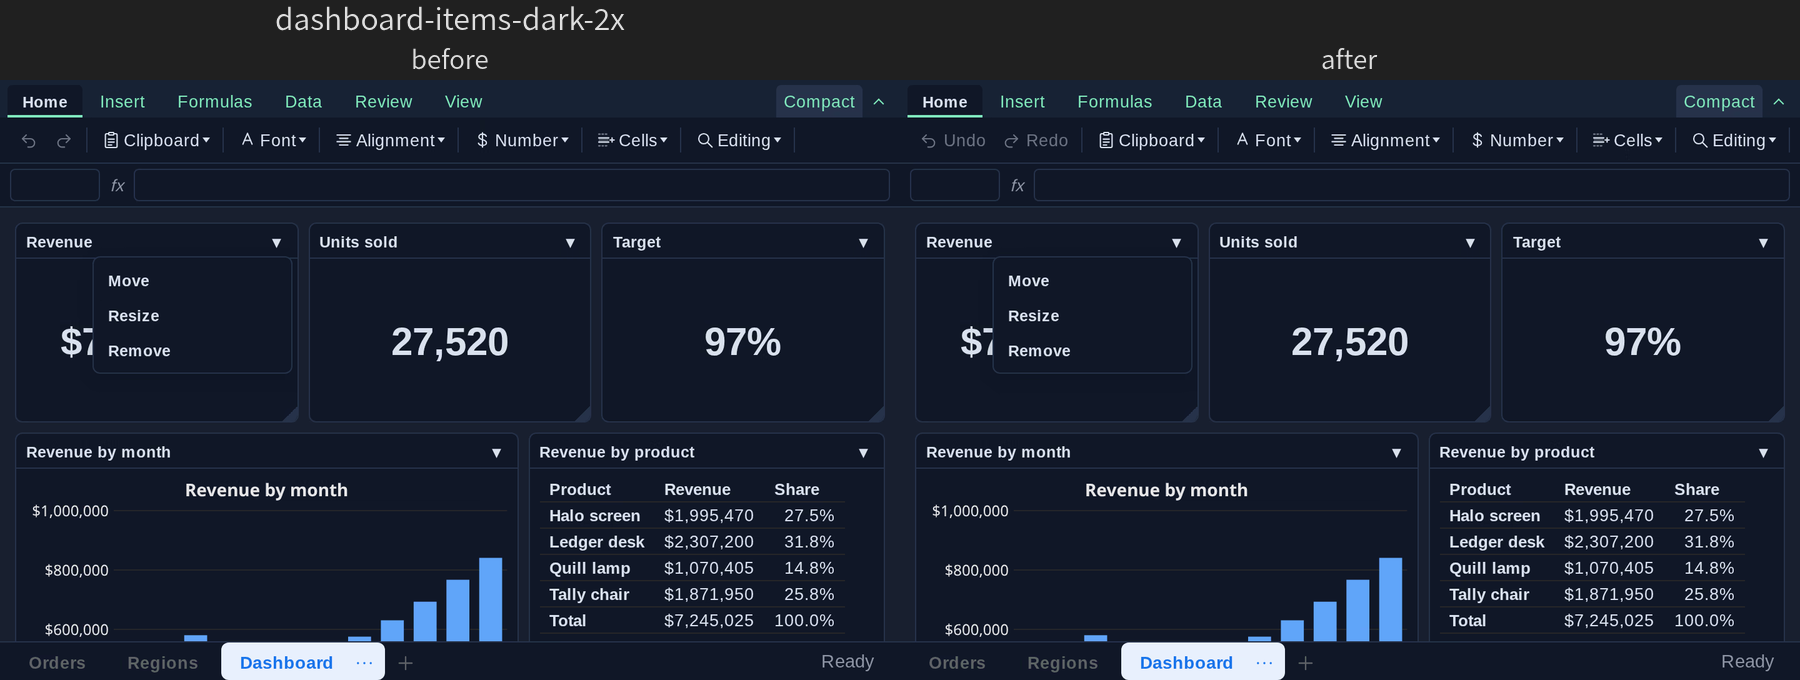 dashboard-items-dark-2x
before
after
Home Insert Formulas Data Review View Compact
Clipboard Font Alignment Number Cells Editing
fx
Revenue Units sold Target
Move
Resize
Remove
$7 27,520 97%
Revenue by month Revenue by product
Revenue by month
$1,000,000
$800,000
$600,000
Product Revenue Share
Halo screen $1,995,470 27.5%
Ledger desk $2,307,200 31.8%
Quill lamp $1,070,405 14.8%
Tally chair $1,871,950 25.8%
Total $7,245,025 100.0%
Orders Regions Dashboard ... + Ready
Home Insert Formulas Data Review View Compact
Undo Redo Clipboard Font Alignment Number Cells Editing
fx
Revenue Units sold Target
Move
Resize
Remove
$7 27,520 97%
Revenue by month Revenue by product
Revenue by month
$1,000,000
$800,000
$600,000
Product Revenue Share
Halo screen $1,995,470 27.5%
Ledger desk $2,307,200 31.8%
Quill lamp $1,070,405 14.8%
Tally chair $1,871,950 25.8%
Total $7,245,025 100.0%
Orders Regions Dashboard ... + Ready